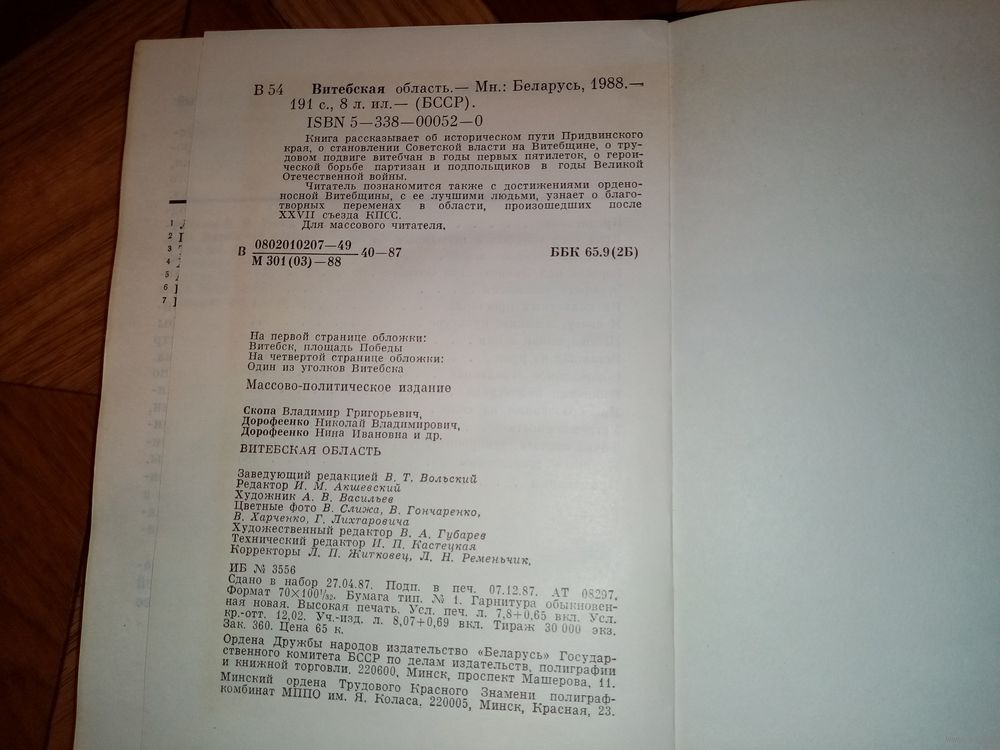 В 54 Витебская область.— Мн.: Беларусь, 1988.—
191 с., 8 л. ил.— (БССР).
ISBN 5—338—00052—0
Книга рассказывает об историческом пути Придвинского
края, о становлении Советской власти на Витебщине, о тру-
довом подвиге витебчан в годы первых пятилеток, о герои-
ческой борьбе партизан и подпольщиков в годы Великой
Отечественной войны.
Читатель познакомится также с достижениями ордено-
носной Витебщины, с ее лучшими людьми, узнает о благо-
творных переменах в области, произошедших после
XXVII съезда КПСС.
Для массового читателя.
В 0802010207—49 40—87 ББК 65.9(2Б)
М 301(03)—88
1
2
3
4
5
6
7
На первой странице обложки:
Витебск, площадь Победы
На четвертой странице обложки:
Один из уголков Витебска
Массово-политическое издание
Скопа Владимир Григорьевич,
Дорофеенко Николай Владимирович,
Дорофеенко Нина Ивановна и др.
ВИТЕБСКАЯ ОБЛАСТЬ
Заведующий редакцией В. Т. Вольский
Редактор И. М. Акшевский
Художник А. В. Васильев
Цветные фото В. Слижа, В. Гончаренко,
В. Харченко, Г. Лихтаровича
Художественный редактор В. А. Губарев
Технический редактор И. П. Кастецкая
Корректоры Л. П. Житковец, Л. Н. Ременьчик,
ИБ № 3556
Сдано в набор 27.04.87. Подп. в печ. 07.12.87. АТ 08297.
Формат 70×100¹/₃₂. Бумага тип. № 1. Гарнитура обыкновен-
ная новая. Высокая печать. Усл. печ. л. 7,8+0,65 вкл. Усл.
кр.-отт. 12,02. Уч.-изд. л. 8,07+0,69 вкл. Тираж 30 000 экз.
Зак. 360. Цена 65 к.
Ордена Дружбы народов издательство «Беларусь» Государ-
ственного комитета БССР по делам издательств, полиграфии
и книжной торговли. 220600, Минск, проспект Машерова, 11.
Минский ордена Трудового Красного Знамени полиграф-
комбинат МППО им. Я. Коласа. 220005, Минск, Красная, 23.